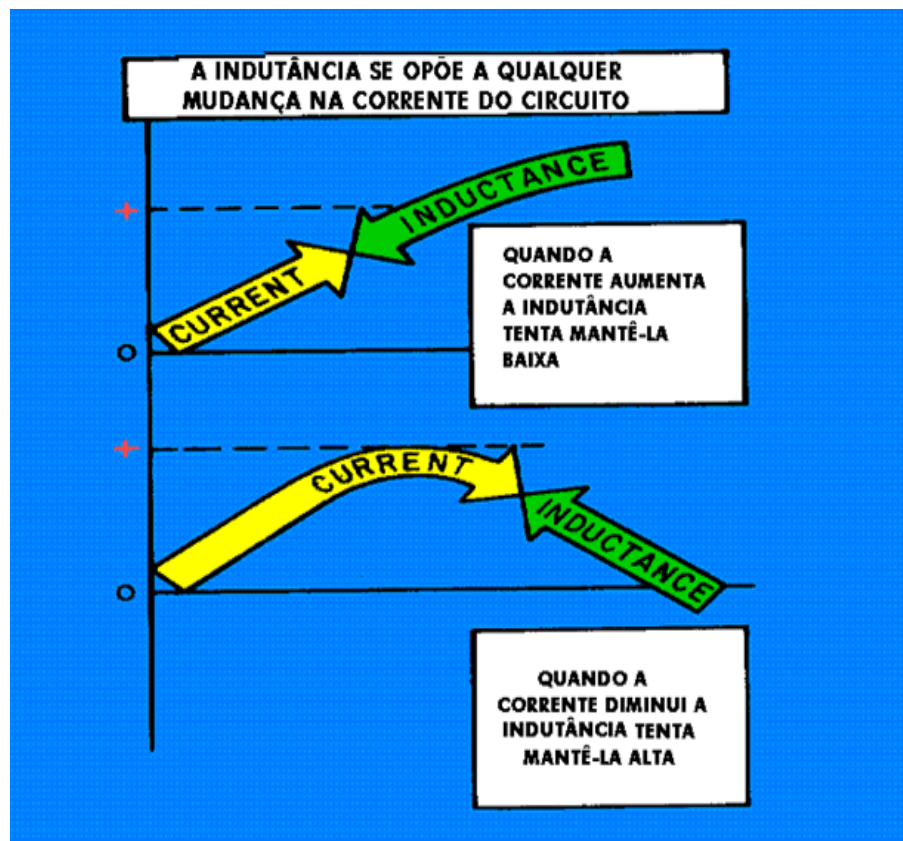 A INDUTÂNCIA SE OPÕE A QUALQUER
MUDANÇA NA CORRENTE DO CIRCUITO
+
INDUCTANCE
CURRENT
O
QUANDO A
CORRENTE AUMENTA
A INDUTÂNCIA
TENTA MANTÊ-LA
BAIXA
+
CURRENT
INDUCTANCE
O
QUANDO A
CORRENTE DIMINUI A
INDUTÂNCIA TENTA
MANTÊ-LA ALTA